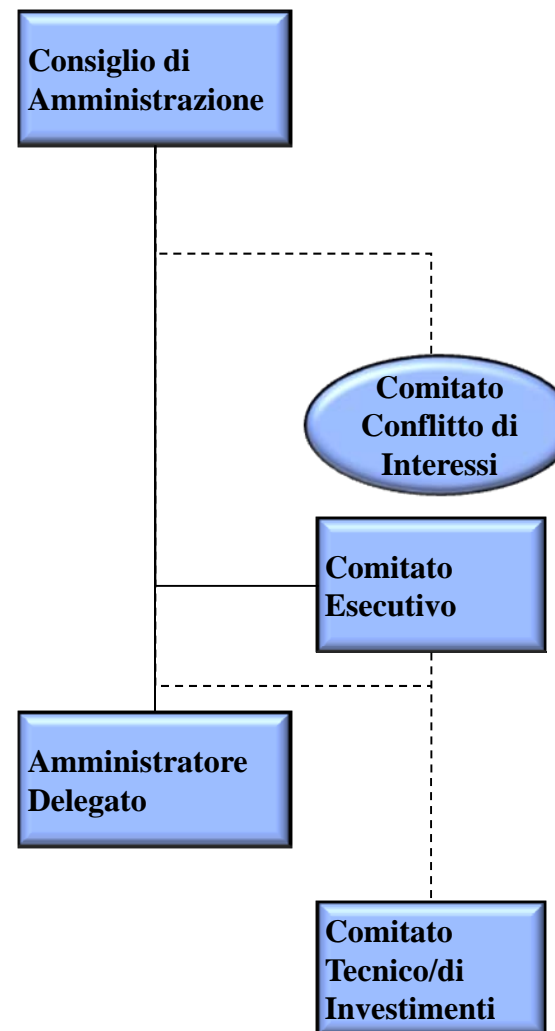 Consiglio di
Amministrazione
Comitato
Conflitto di
Interessi
Comitato
Esecutivo
Amministratore
Delegato
Comitato
Tecnico/di
Investimenti